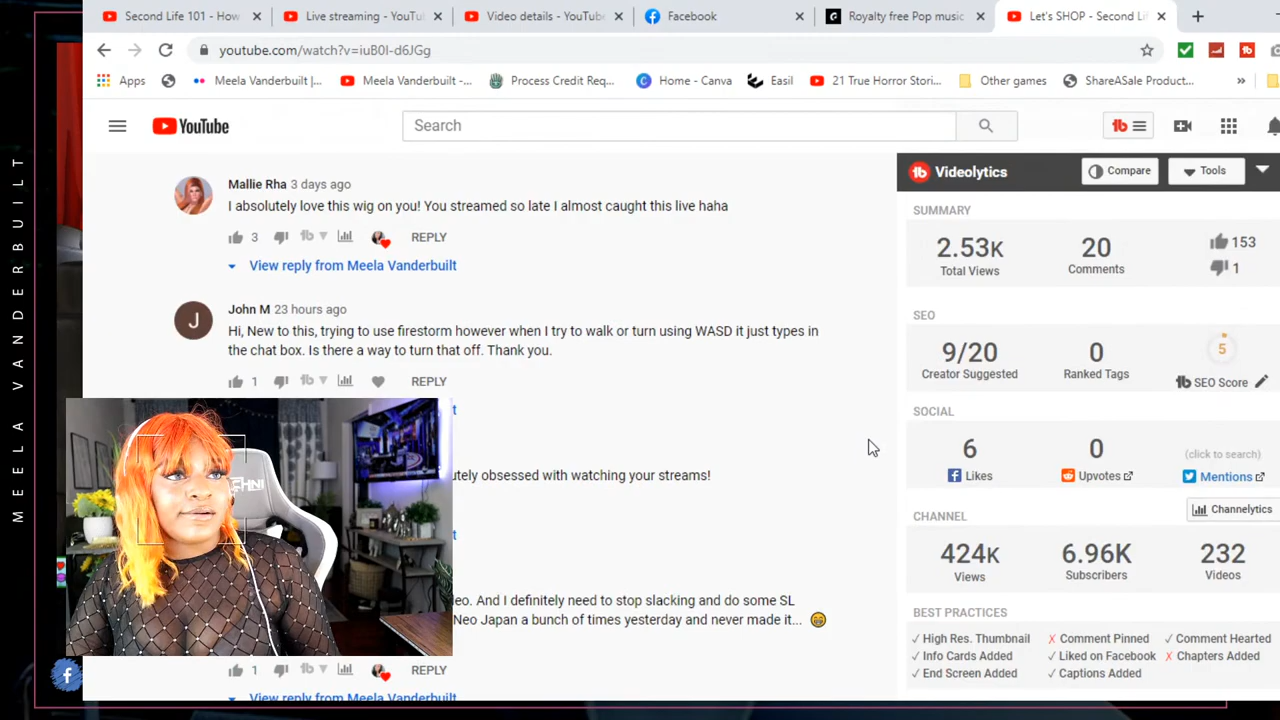 MEELA VANDERBUILT
Second Life 101 - How
Live streaming - YouTu
Video details - YouTube
Facebook
Royalty free Pop music
Let's SHOP - Second Li
youtube.com/watch?v=iuB0I-d6JGg
Apps
Meela Vanderbuilt |...
Meela Vanderbuilt -...
Process Credit Req...
Home - Canva
Easil
21 True Horror Stori...
Other games
ShareASale Product...
»
YouTube
Search
Mallie Rha 3 days ago
I absolutely love this wig on you! You streamed so late I almost caught this live haha
3
REPLY
View reply from Meela Vanderbuilt
J
John M 23 hours ago
Hi, New to this, trying to use firestorm however when I try to walk or turn using WASD it just types in
the chat box. Is there a way to turn that off. Thank you.
1
REPLY
utely obsessed with watching your streams!
deo. And I definitely need to stop slacking and do some SL
Neo Japan a bunch of times yesterday and never made it...
1
REPLY
View reply from Meela Vanderbuilt
Videolytics
Compare
Tools
SUMMARY
2.53K
Total Views
20
Comments
153
1
SEO
9/20
Creator Suggested
0
Ranked Tags
5
SEO Score
SOCIAL
6
Likes
0
Upvotes
(click to search)
Mentions
CHANNEL
Channelytics
424K
Views
6.96K
Subscribers
232
Videos
BEST PRACTICES
✓ High Res. Thumbnail
✗ Comment Pinned
✓ Comment Hearted
✓ Info Cards Added
✓ Liked on Facebook
✗ Chapters Added
✓ End Screen Added
✓ Captions Added